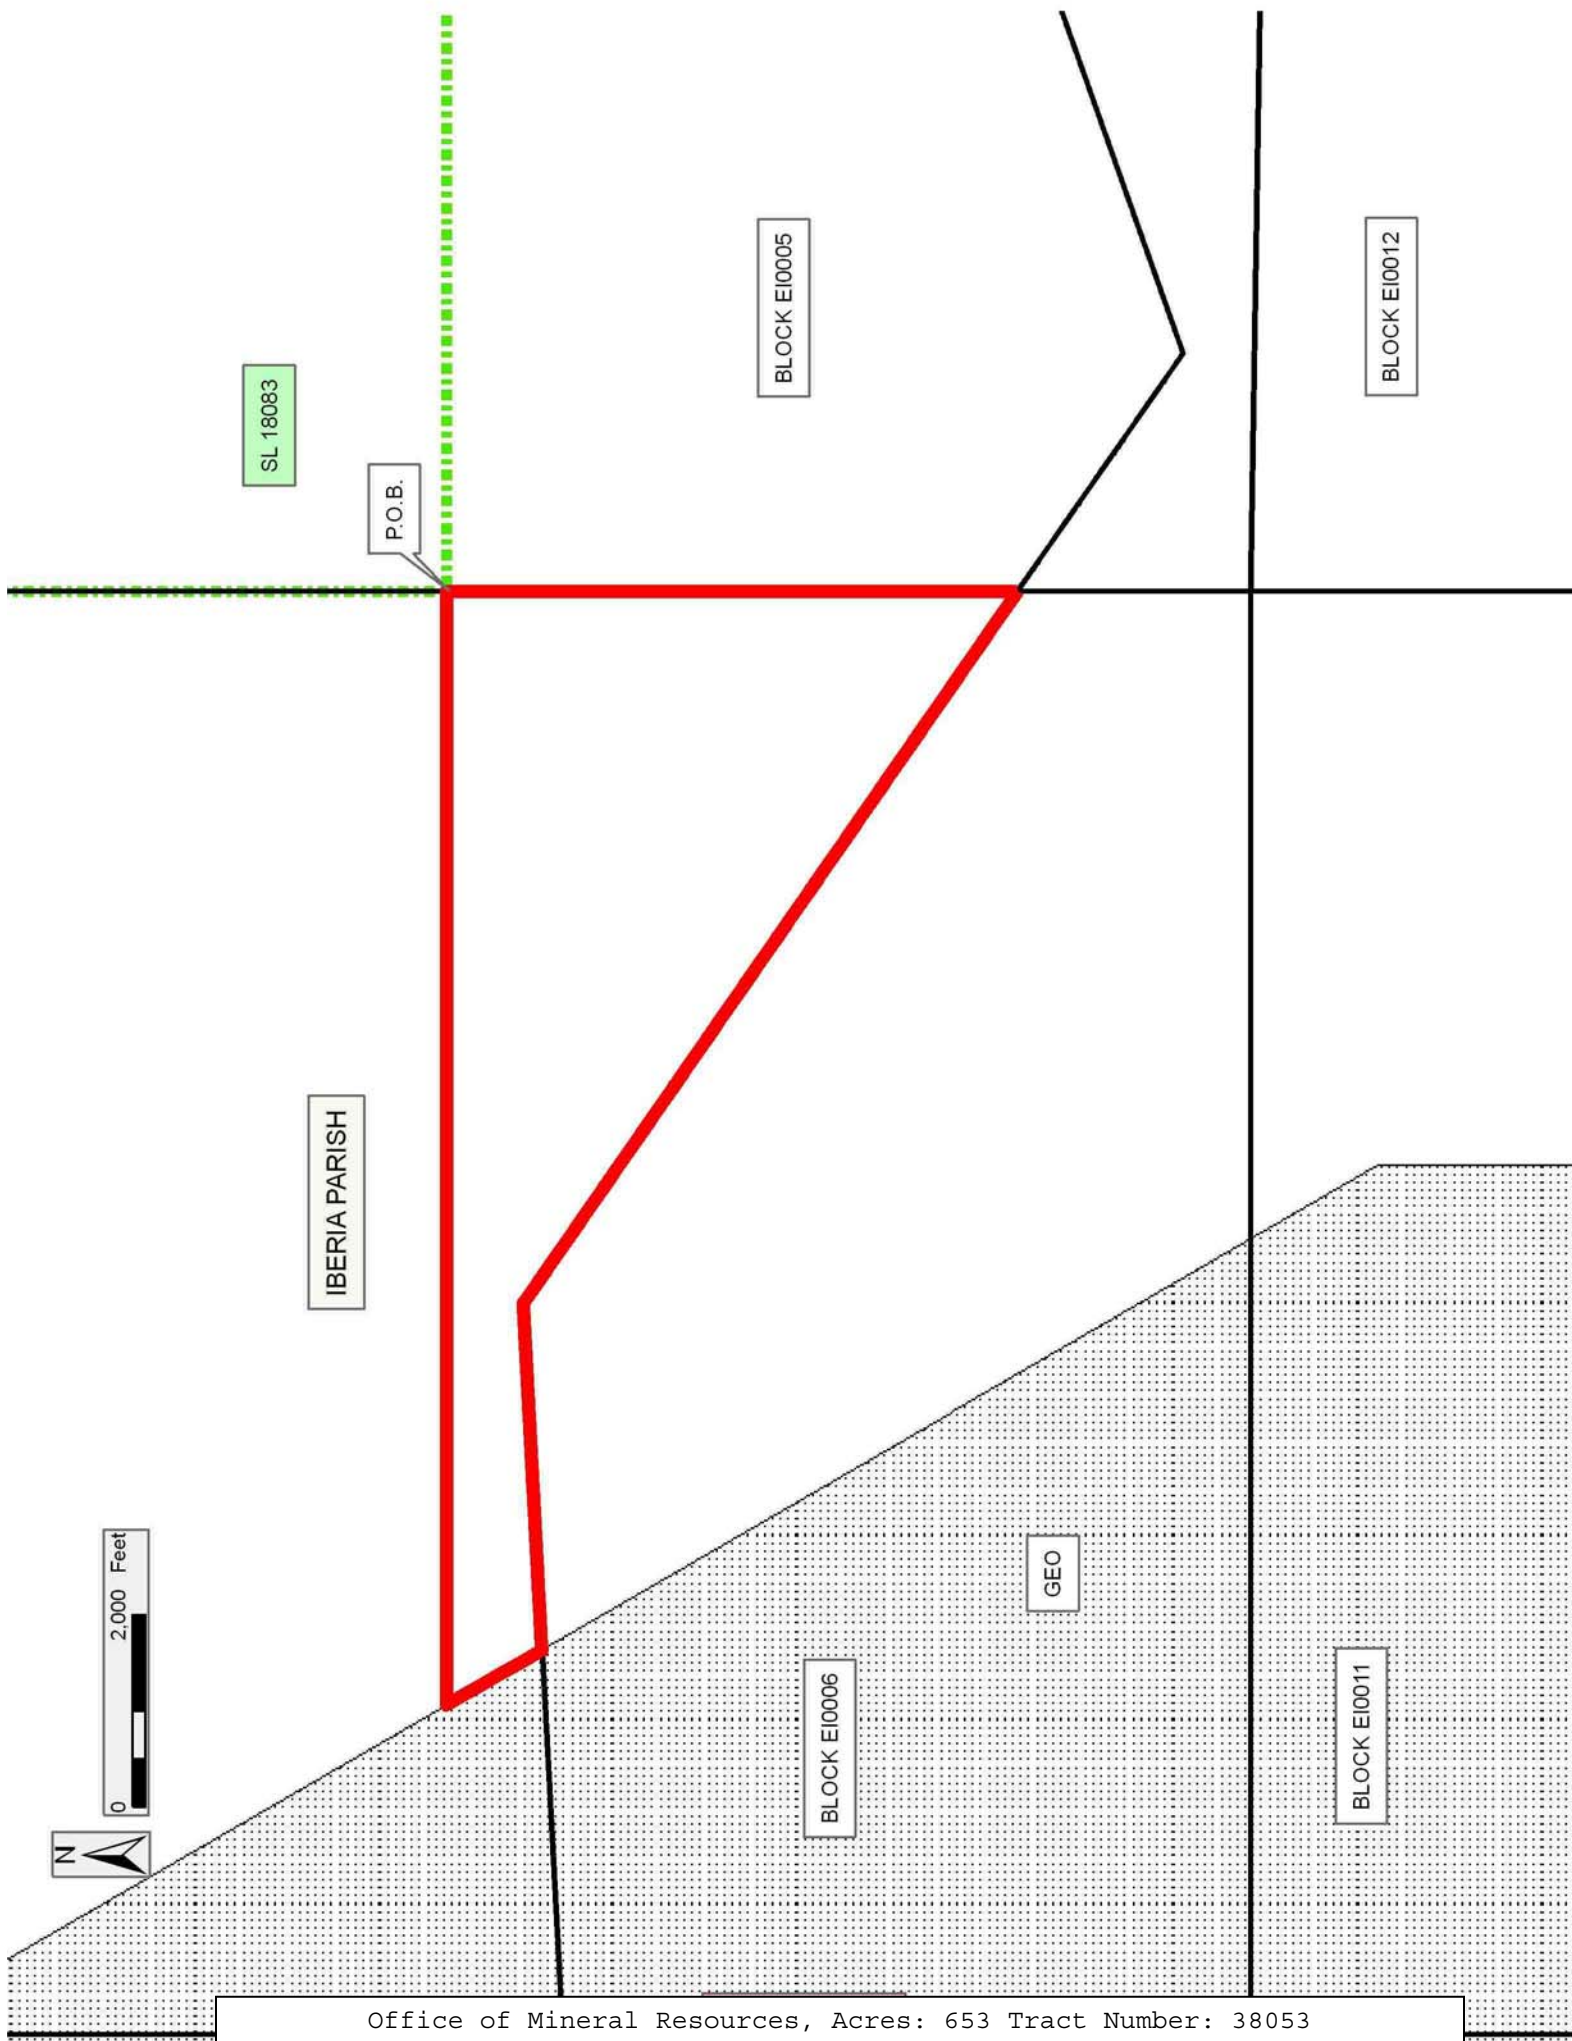 SL 18083
P.O.B.
BLOCK EI0005
BLOCK EI0012
IBERIA PARISH
N
0 2,000 Feet
BLOCK EI0006
GEO
BLOCK EI0011
Office of Mineral Resources, Acres: 653 Tract Number: 38053